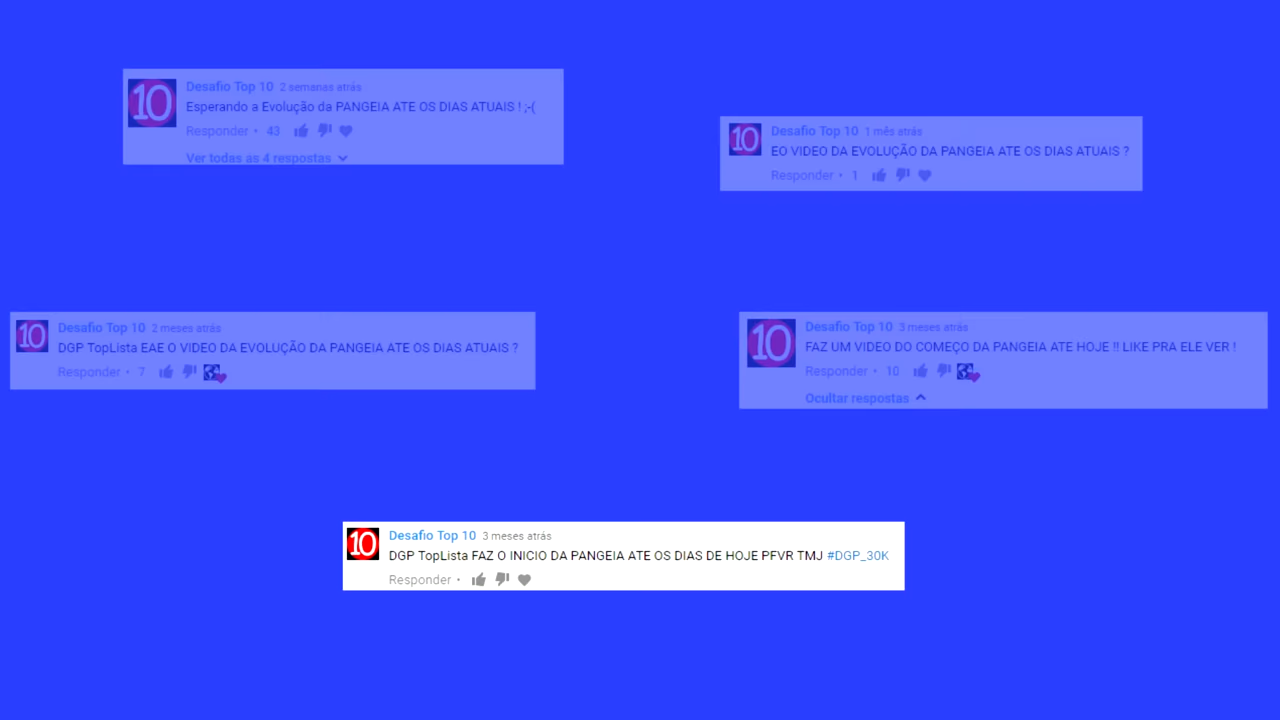 10
Desafio Top 10 2 semanas atrás
Esperando a Evolução da PANGEIA ATE OS DIAS ATUAIS ! ;-(
Responder • 43
Ver todas as 4 respostas
10
Desafio Top 10 1 mês atrás
EO VIDEO DA EVOLUÇÃO DA PANGEIA ATE OS DIAS ATUAIS ?
Responder • 1
10
Desafio Top 10 2 meses atrás
DGP TopLista EAE O VIDEO DA EVOLUÇÃO DA PANGEIA ATE OS DIAS ATUAIS ?
Responder • 7
10
Desafio Top 10 3 meses atrás
FAZ UM VIDEO DO COMEÇO DA PANGEIA ATE HOJE !! LIKE PRA ELE VER !
Responder • 10
Ocultar respostas
10
Desafio Top 10 3 meses atrás
DGP TopLista FAZ O INICIO DA PANGEIA ATE OS DIAS DE HOJE PFVR TMJ #DGP_30K
Responder •